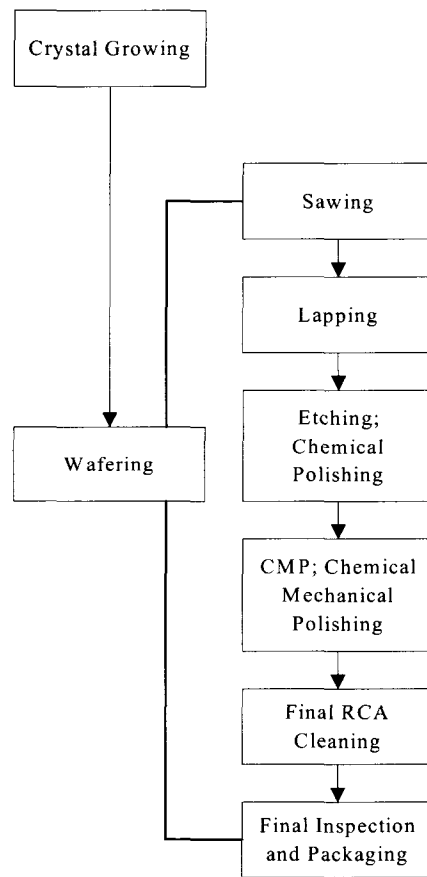 Crystal Growing
Sawing
Lapping
Etching;
Chemical
Polishing
Wafering
CMP; Chemical
Mechanical
Polishing
Final RCA
Cleaning
Final Inspection
and Packaging